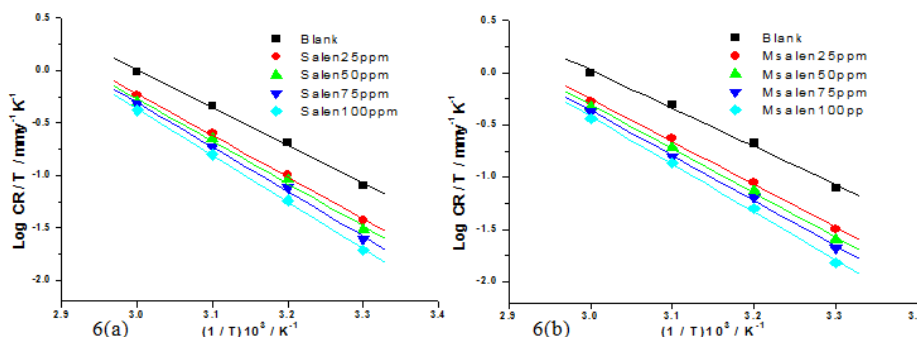 0.5
0.0
-0.5
-1.0
-1.5
-2.0
Log CR / T / mmy⁻¹ K⁻¹
Blank
Salen25ppm
Salen50ppm
Salen75ppm
Salen100ppm
2.9
3.0
3.1
3.2
3.3
3.4
(1 / T)10³ / K⁻¹
6(a)
0.5
0.0
-0.5
-1.0
-1.5
-2.0
Log CR / T / mmy⁻¹ K⁻¹
Blank
Msalen25ppm
Msalen50ppm
Msalen75ppm
Msalen100pp
2.9
3.0
3.1
3.2
3.3
(1 / T)10³ / K⁻¹
6(b)